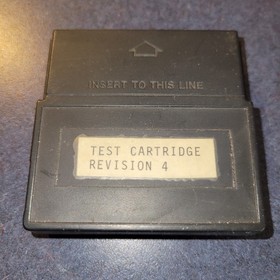 INSERT TO THIS LINE
TEST CARTRIDGE
REVISION 4